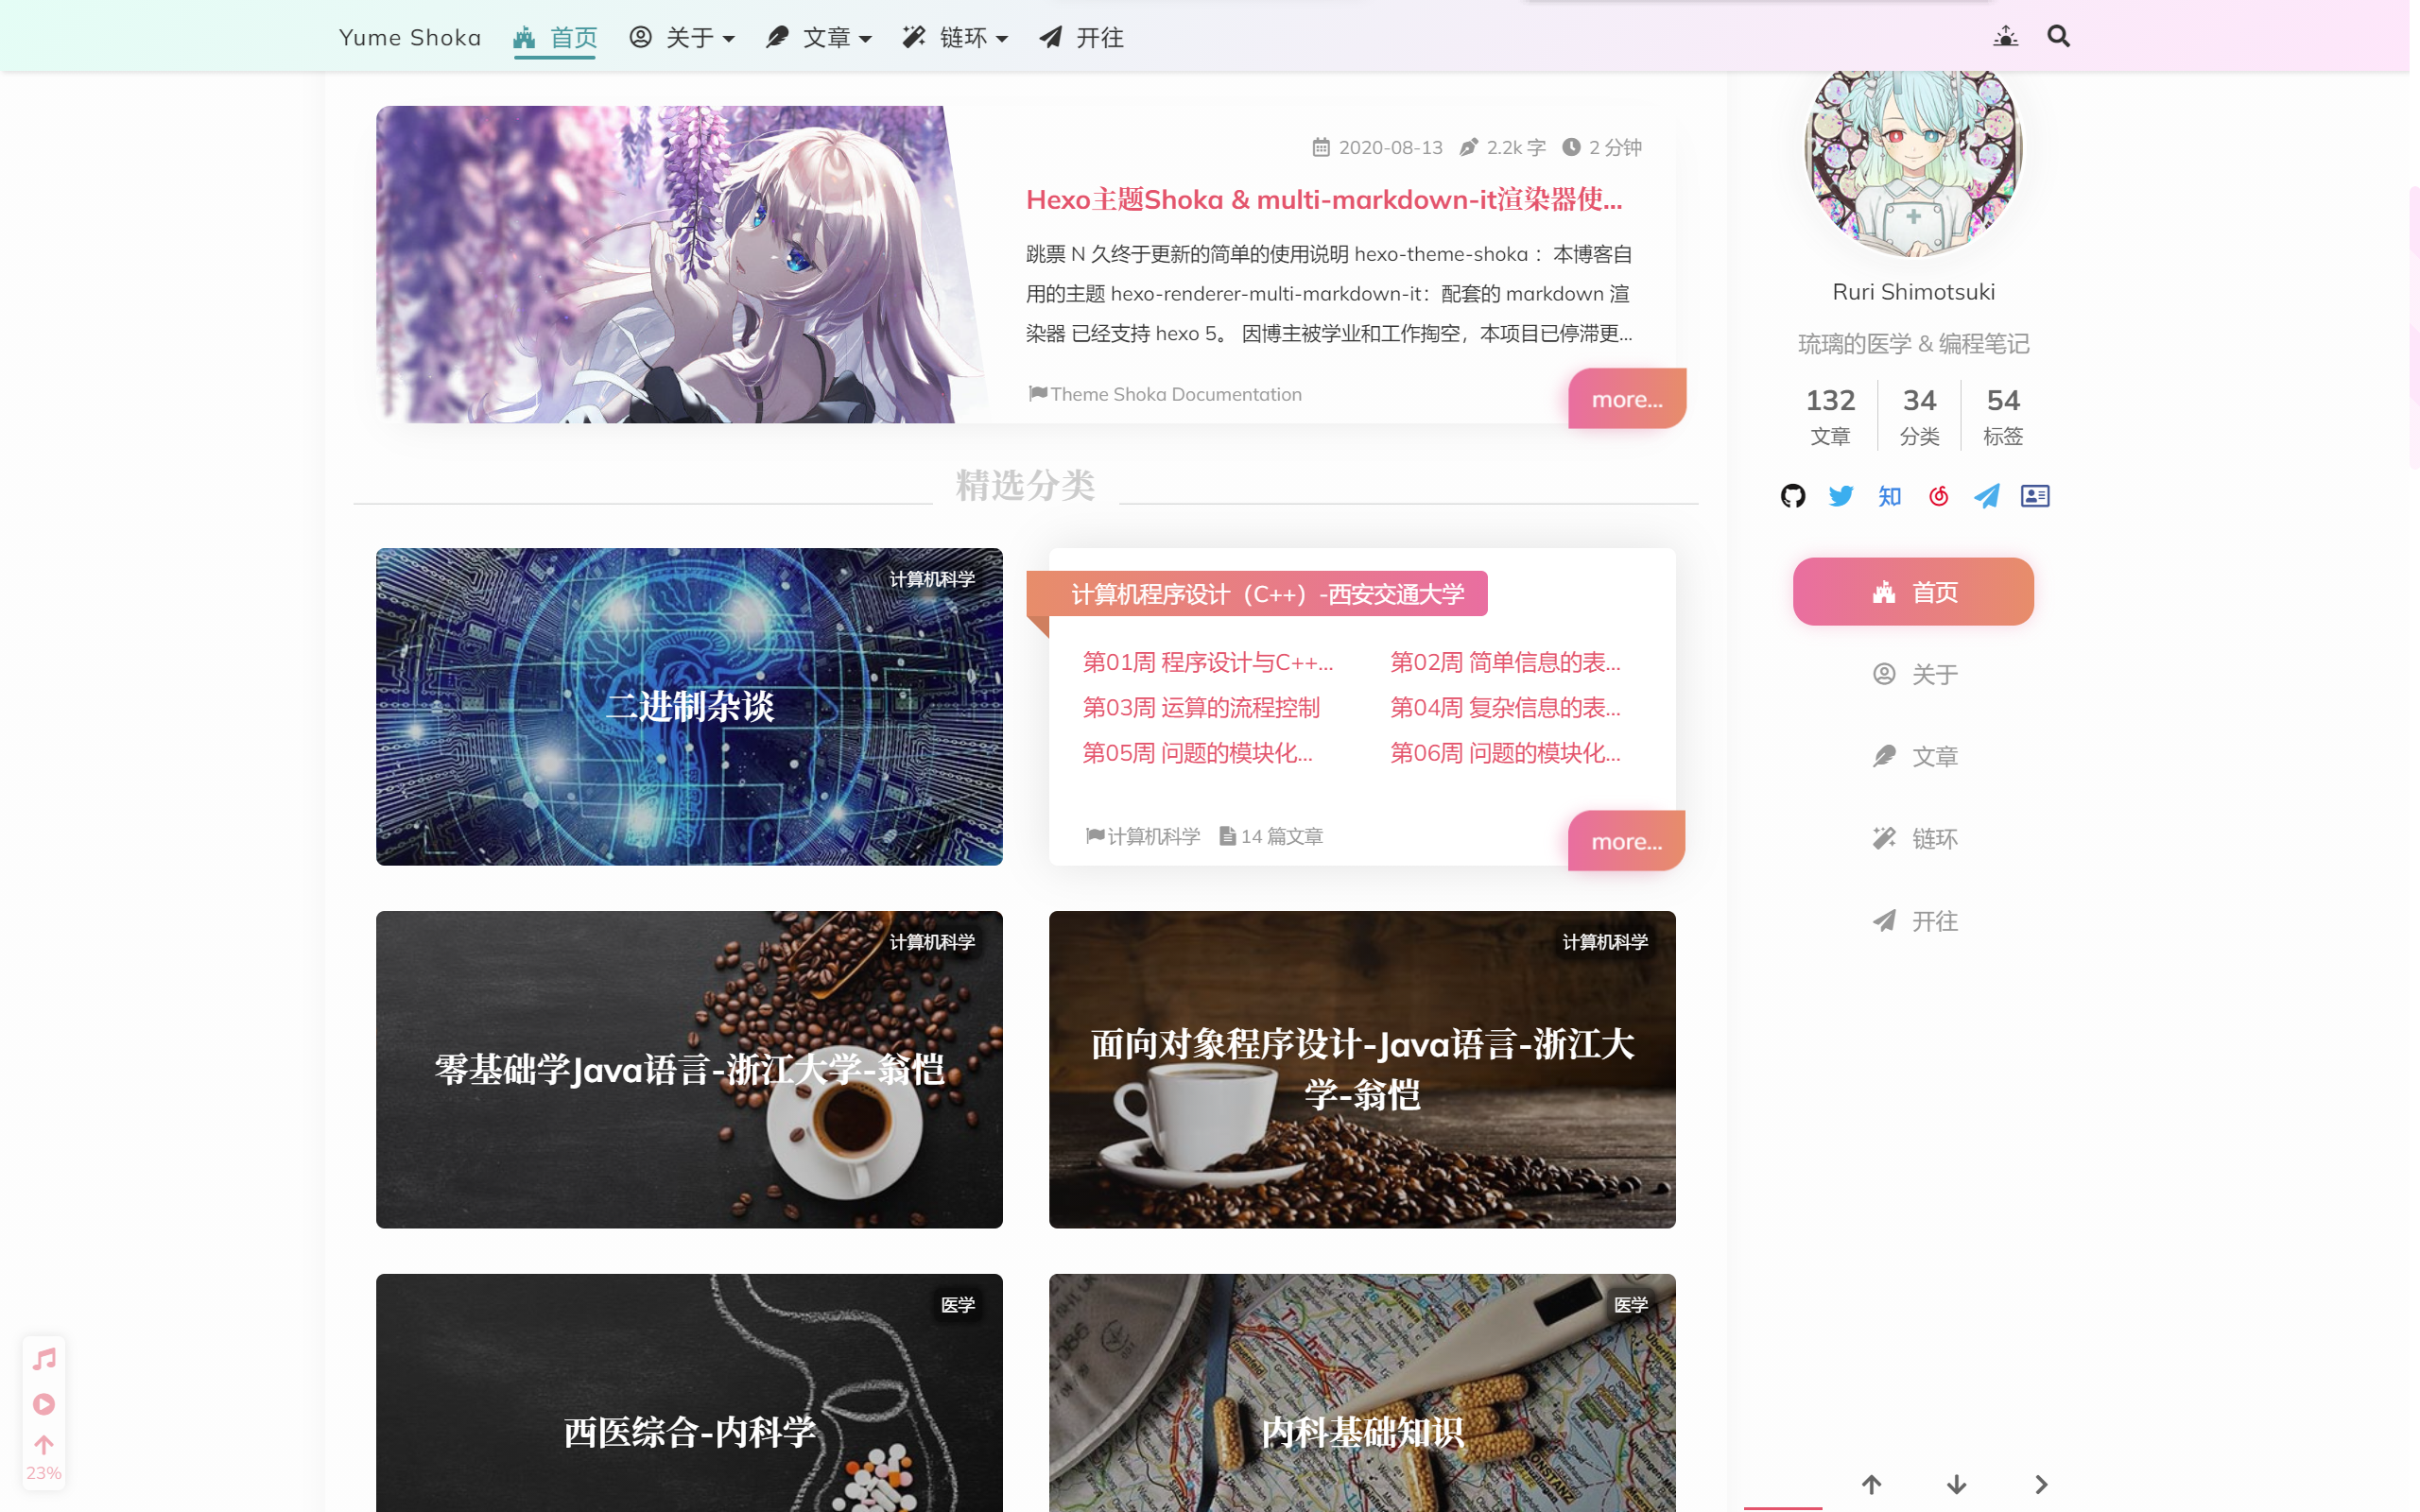 Yume Shoka 首页 关于 文章 链环 开往
2020-08-13 2.2k 字 2 分钟
Hexo主题Shoka & multi-markdown-it渲染器使...
跳票 N 久终于更新的简单的使用说明 hexo-theme-shoka ：本博客自
用的主题 hexo-renderer-multi-markdown-it：配套的 markdown 渲
染器 已经支持 hexo 5。 因博主被学业和工作掏空，本项目已停滞更...
Theme Shoka Documentation
more...
精选分类
计算机科学
二进制杂谈
计算机程序设计（C++）-西安交通大学
第01周 程序设计与C++...
第02周 简单信息的表...
第03周 运算的流程控制
第04周 复杂信息的表...
第05周 问题的模块化...
第06周 问题的模块化...
计算机科学 14 篇文章
more...
计算机科学
零基础学Java语言-浙江大学-翁恺
计算机科学
面向对象程序设计-Java语言-浙江大
学-翁恺
医学
西医综合-内科学
医学
内科基础知识
Ruri Shimotsuki
琉璃的医学 & 编程笔记
132 34 54
文章 分类 标签
知
首页
关于
文章
链环
开往
23%